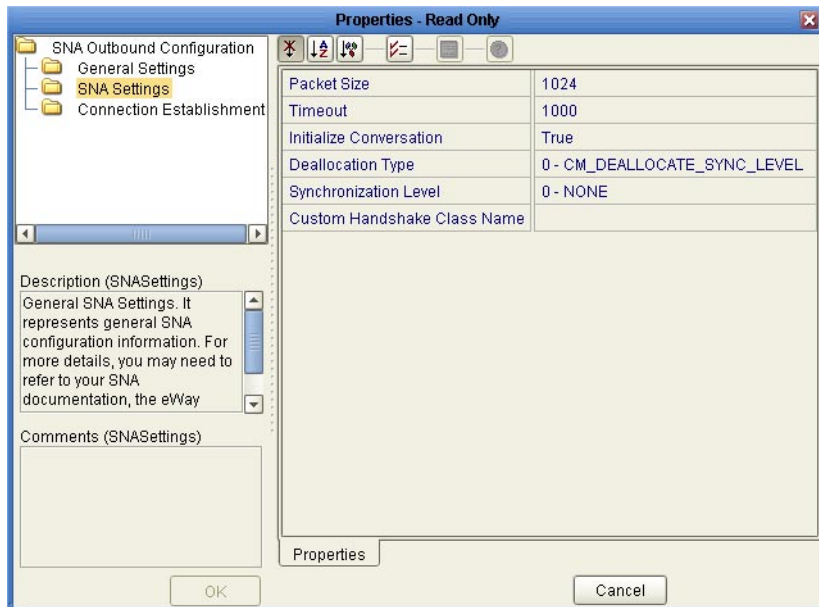 Properties - Read Only
SNA Outbound Configuration
General Settings
SNA Settings
Connection Establishment
Description (SNASettings)
General SNA Settings. It
represents general SNA
configuration information. For
more details, you may need to
refer to your SNA
documentation, the eWay
Comments (SNASettings)
OK
Packet Size 1024
Timeout 1000
Initialize Conversation True
Deallocation Type 0 - CM_DEALLOCATE_SYNC_LEVEL
Synchronization Level 0 - NONE
Custom Handshake Class Name
Properties
Cancel